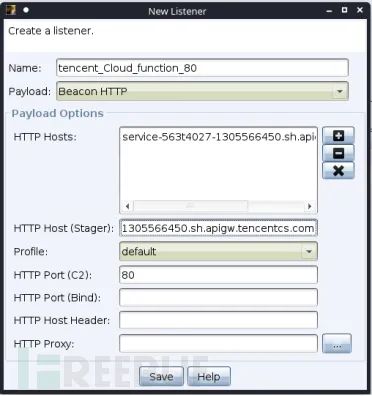 New Listener
Create a listener.
Name: tencent_Cloud_function_80
Payload: Beacon HTTP
Payload Options
HTTP Hosts: service-563t4027-1305566450.sh.apig
HTTP Host (Stager): 1305566450.sh.apigw.tencentcs.com
Profile: default
HTTP Port (C2): 80
HTTP Port (Bind):
HTTP Host Header:
HTTP Proxy: ...
Save Help
FREEBUF